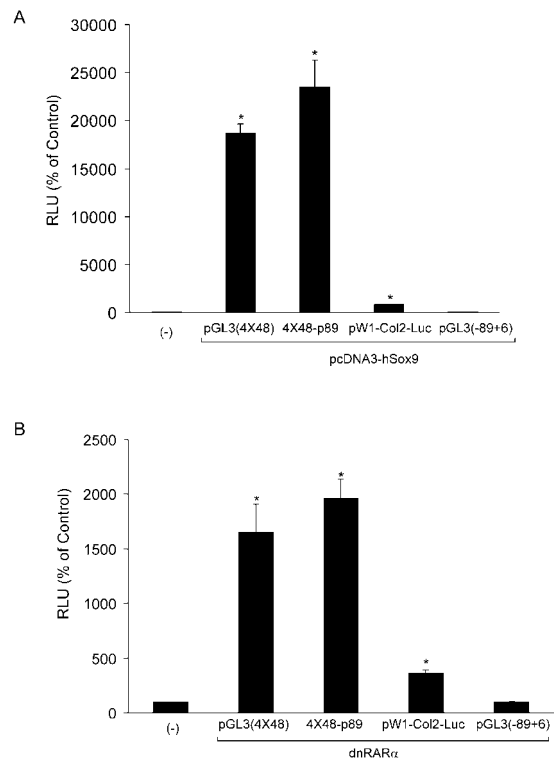 A
RLU (% of Control)
30000
25000
20000
15000
10000
5000
0
*
*
*
(-)
pGL3(4X48)
4X48-p89
pW1-Col2-Luc
pGL3(-89+6)
pcDNA3-hSox9
B
RLU (% of Control)
2500
2000
1500
1000
500
0
*
*
*
(-)
pGL3(4X48)
4X48-p89
pW1-Col2-Luc
pGL3(-89+6)
dnRARα